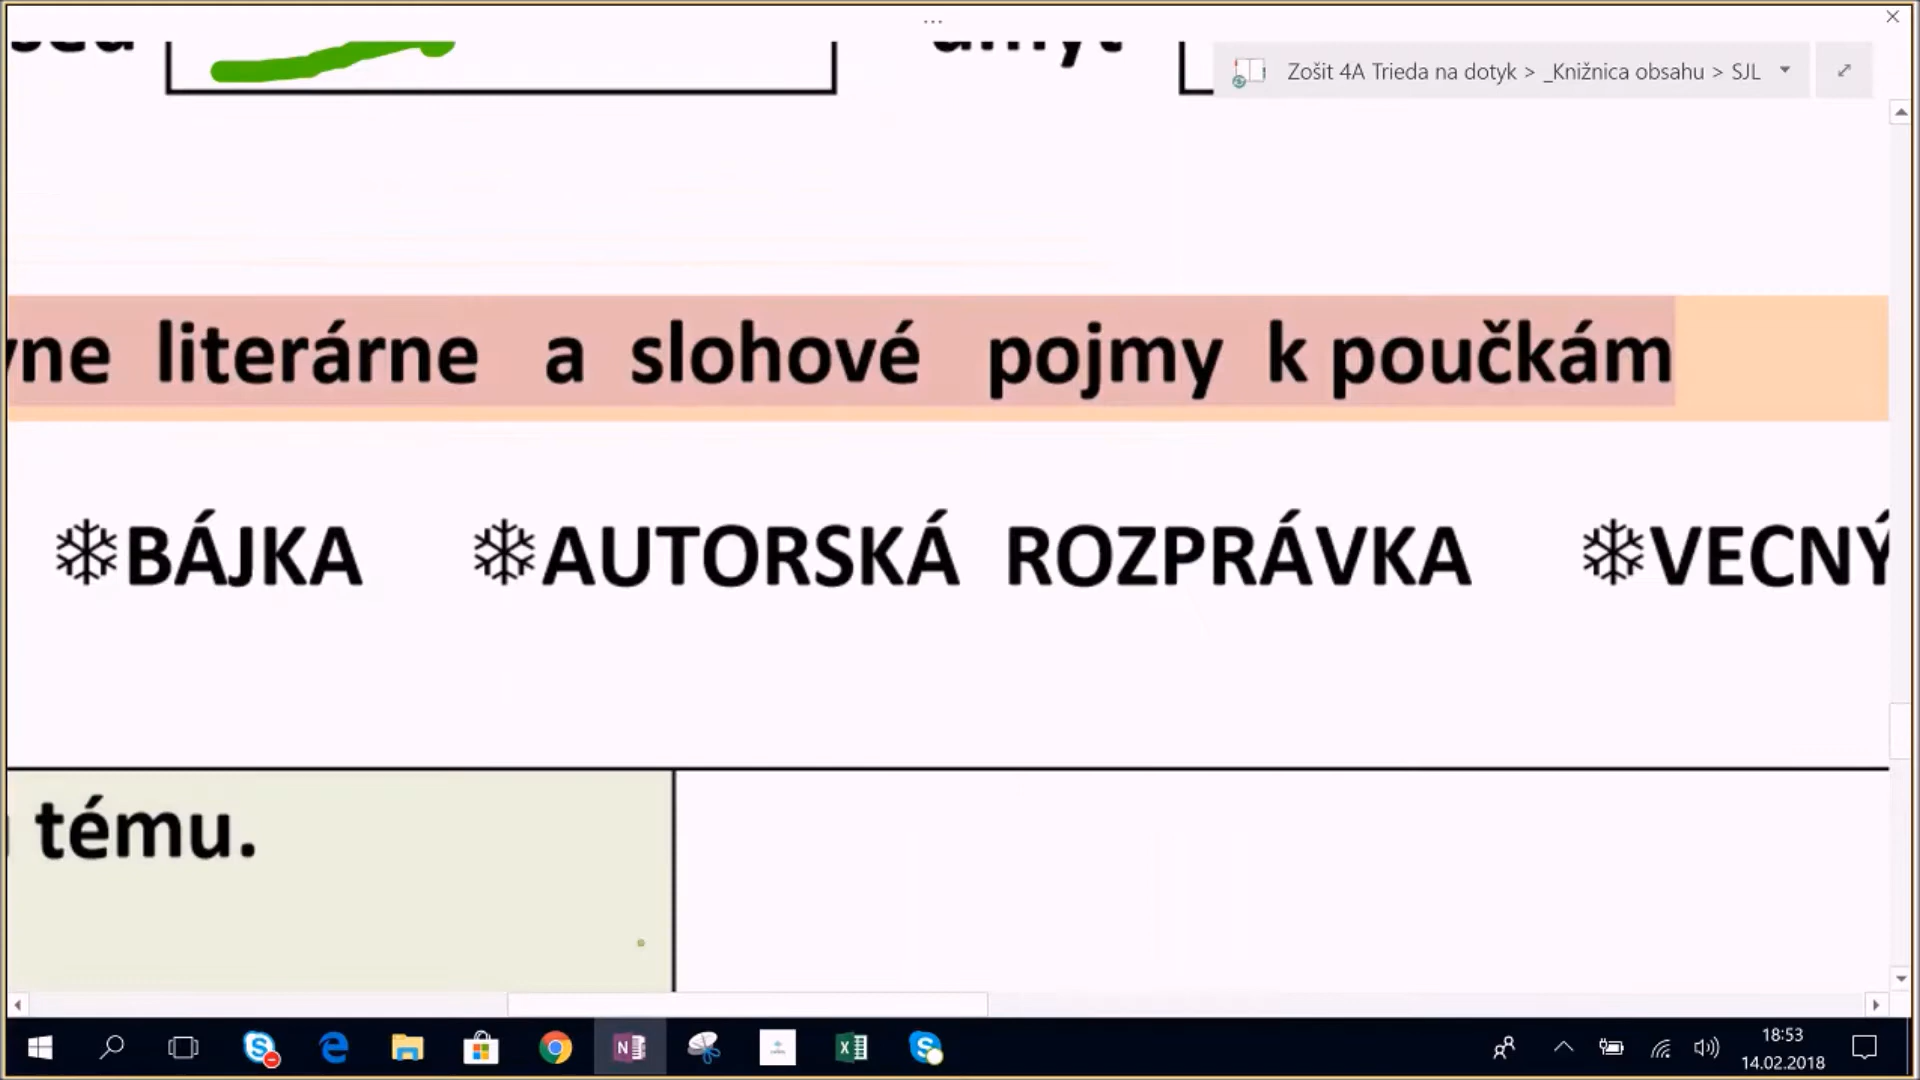 ...
Zošit 4A Trieda na dotyk > _Knižnica obsahu > SJL
literárne a slohové pojmy k poučkám
❄BÁJKA ❄AUTORSKÁ ROZPRÁVKA ❄VECNÝ
tému.
18:53
14.02.2018